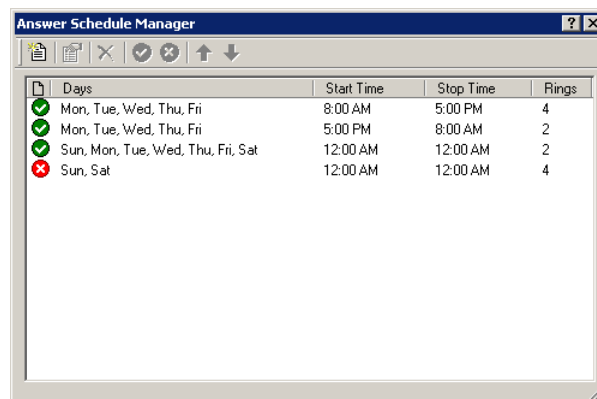 Answer Schedule Manager
Days Start Time Stop Time Rings
Mon, Tue, Wed, Thu, Fri 8:00 AM 5:00 PM 4
Mon, Tue, Wed, Thu, Fri 5:00 PM 8:00 AM 2
Sun, Mon, Tue, Wed, Thu, Fri, Sat 12:00 AM 12:00 AM 2
Sun, Sat 12:00 AM 12:00 AM 4